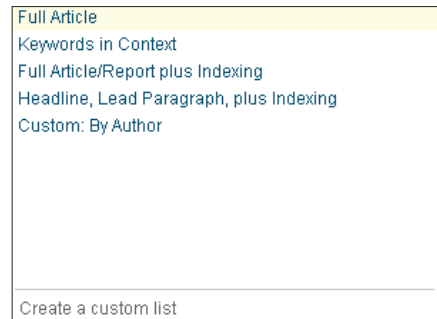 Full Article
Keywords in Context
Full Article/Report plus Indexing
Headline, Lead Paragraph, plus Indexing
Custom: By Author
Create a custom list